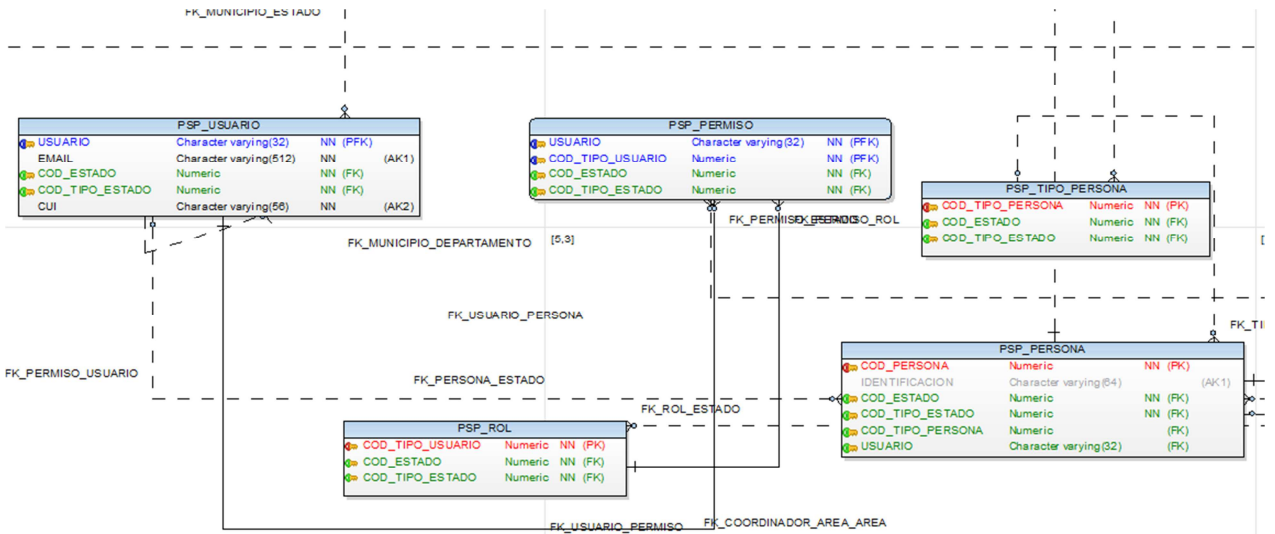 FK_MUNICIPIO_ESTADO
PSP_USUARIO
USUARIO Character varying(32) NN (PFK)
EMAIL Character varying(512) NN (AK1)
COD_ESTADO Numeric NN (FK)
COD_TIPO_ESTADO Numeric NN (FK)
CUI Character varying(56) NN (AK2)
PSP_PERMISO
USUARIO Character varying(32) NN (PFK)
COD_TIPO_USUARIO Numeric NN (PFK)
COD_ESTADO Numeric NN (FK)
COD_TIPO_ESTADO Numeric NN (FK)
PSP_TIPO_PERSONA
COD_TIPO_PERSONA Numeric NN (PK)
COD_ESTADO Numeric NN (FK)
COD_TIPO_ESTADO Numeric NN (FK)
FK_MUNICIPIO_DEPARTAMENTO
[5,3]
FK_USUARIO_PERSONA
FK_TI
FK_PERMISO_USUARIO
FK_PERSONA_ESTADO
FK_ROL_ESTADO
PSP_PERSONA
COD_PERSONA Numeric NN (PK)
IDENTIFICACION Character varying(64) (AK1)
COD_ESTADO Numeric NN (FK)
COD_TIPO_ESTADO Numeric NN (FK)
COD_TIPO_PERSONA Numeric (FK)
USUARIO Character varying(32) (FK)
PSP_ROL
COD_TIPO_USUARIO Numeric NN (PK)
COD_ESTADO Numeric NN (FK)
COD_TIPO_ESTADO Numeric NN (FK)
FK_USUARIO_PERMISO
FK_COORDINADOR_AREA_AREA